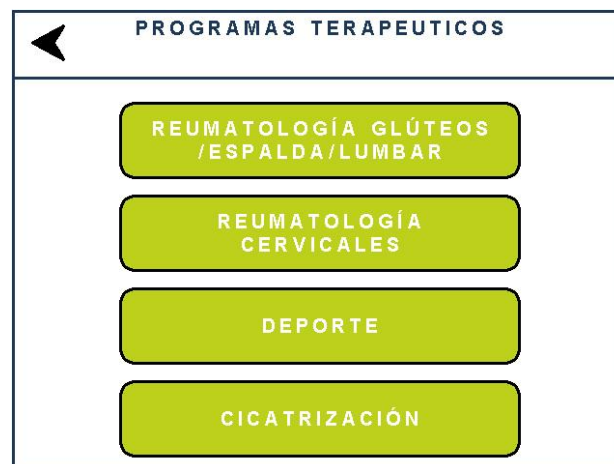 PROGRAMAS TERAPEUTICOS
REUMATOLOGÍA GLÚTEOS
/ESPALDA/LUMBAR
REUMATOLOGÍA
CERVICALES
DEPORTE
CICATRIZACIÓN